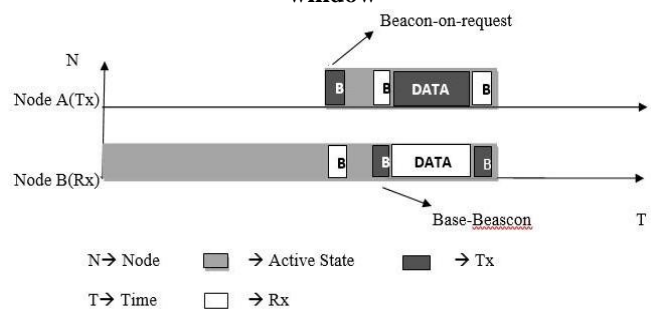 window
Beacon-on-request
N
Node A(Tx)
B B DATA B
Node B(Rx)
B B DATA B
Base-Beascon
T
N→ Node → Active State → Tx
T→ Time → Rx